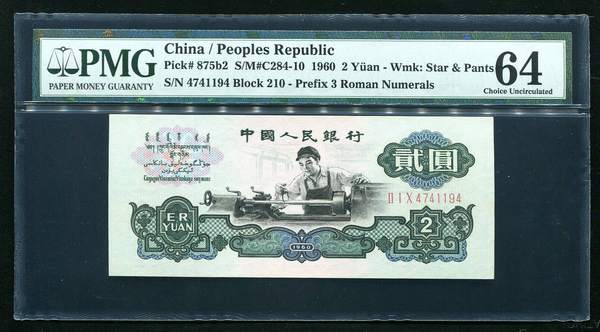 PMG
PAPER MONEY GUARANTY
China / Peoples Republic
Pick# 875b2 S/M#C284-10 1960 2 Yüan - Wmk: Star & Pants
S/N 4741194 Block 210 - Prefix 3 Roman Numerals
64
Choice Uncirculated
中國人民銀行
貳圓
II I X 4741194
ER
YUAN
1960
2